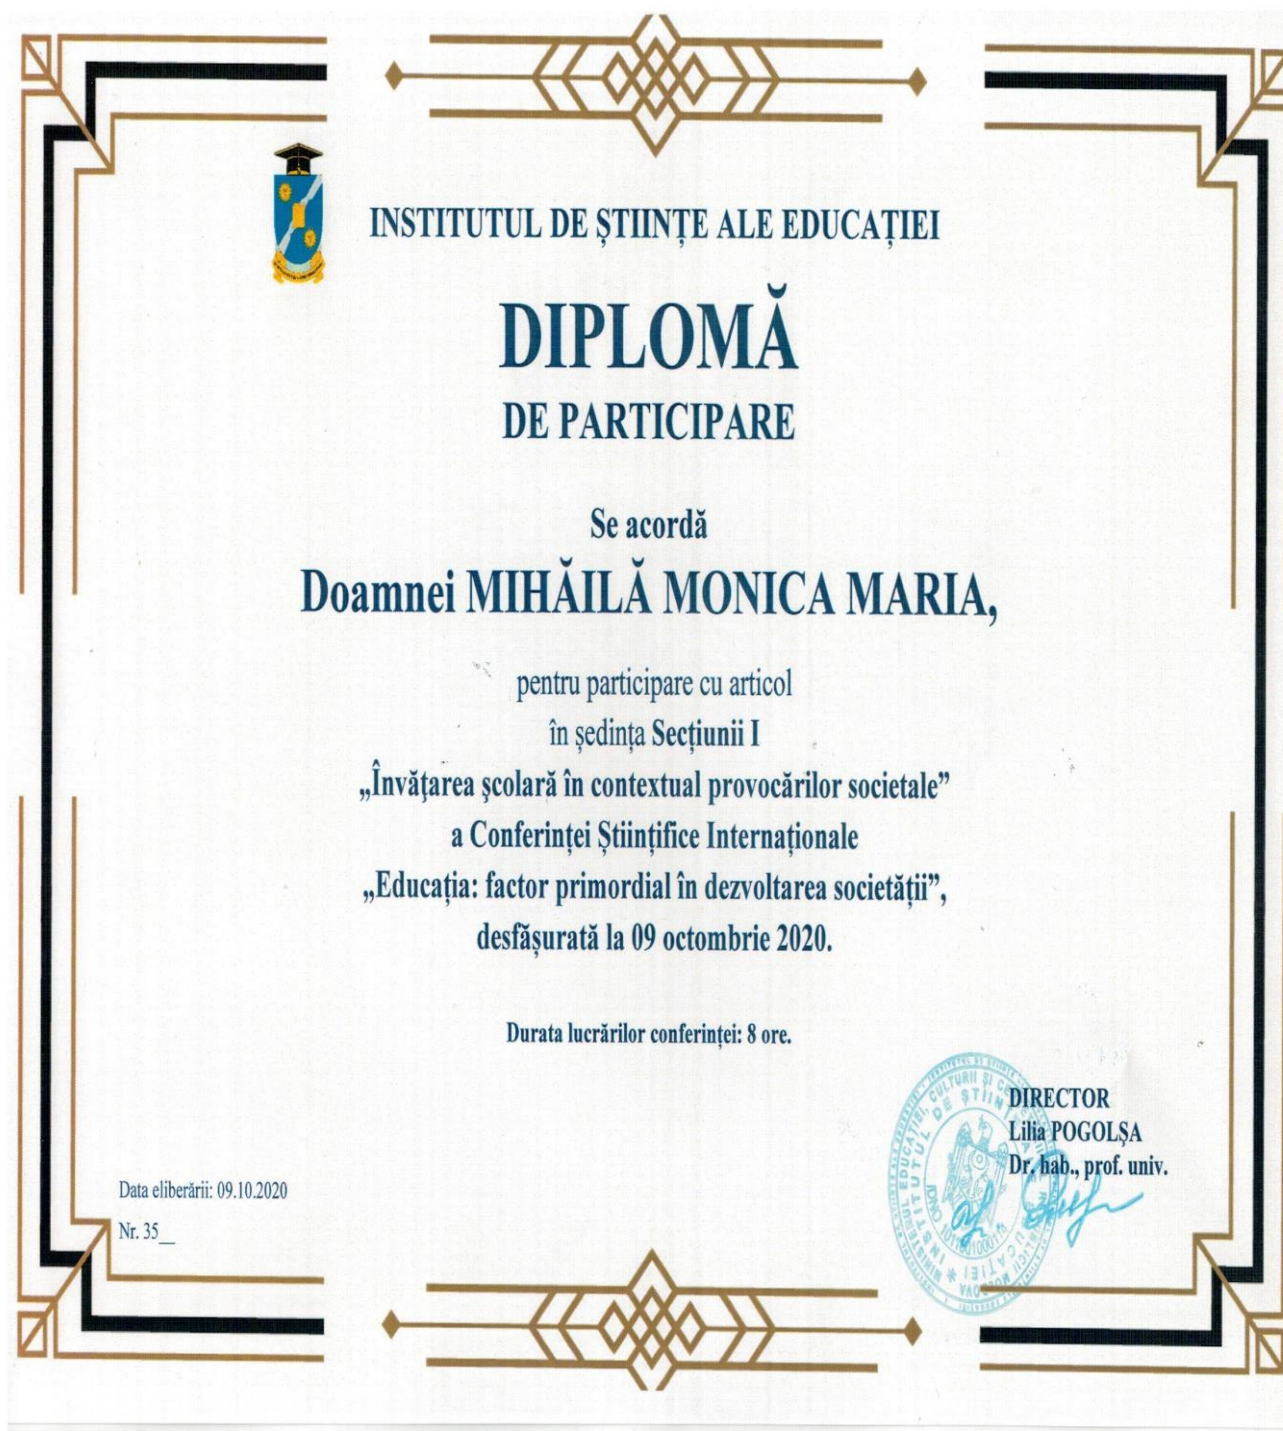 INSTITUTUL DE ȘTIINȚE ALE EDUCAȚIEI
DIPLOMĂ
DE PARTICIPARE
Se acordă
Doamnei MIHĂILĂ MONICA MARIA,
pentru participare cu articol
în ședința Secțiunii I
„Învăţarea şcolară în contextual provocărilor societale”
a Conferinței Științifice Internaționale
„Educația: factor primordial în dezvoltarea societății”,
desfășurată la 09 octombrie 2020.
Durata lucrărilor conferinței: 8 ore.
DIRECTOR
Lilia POGOLȘA
Dr. hab., prof. univ.
Data eliberării: 09.10.2020
Nr. 35__